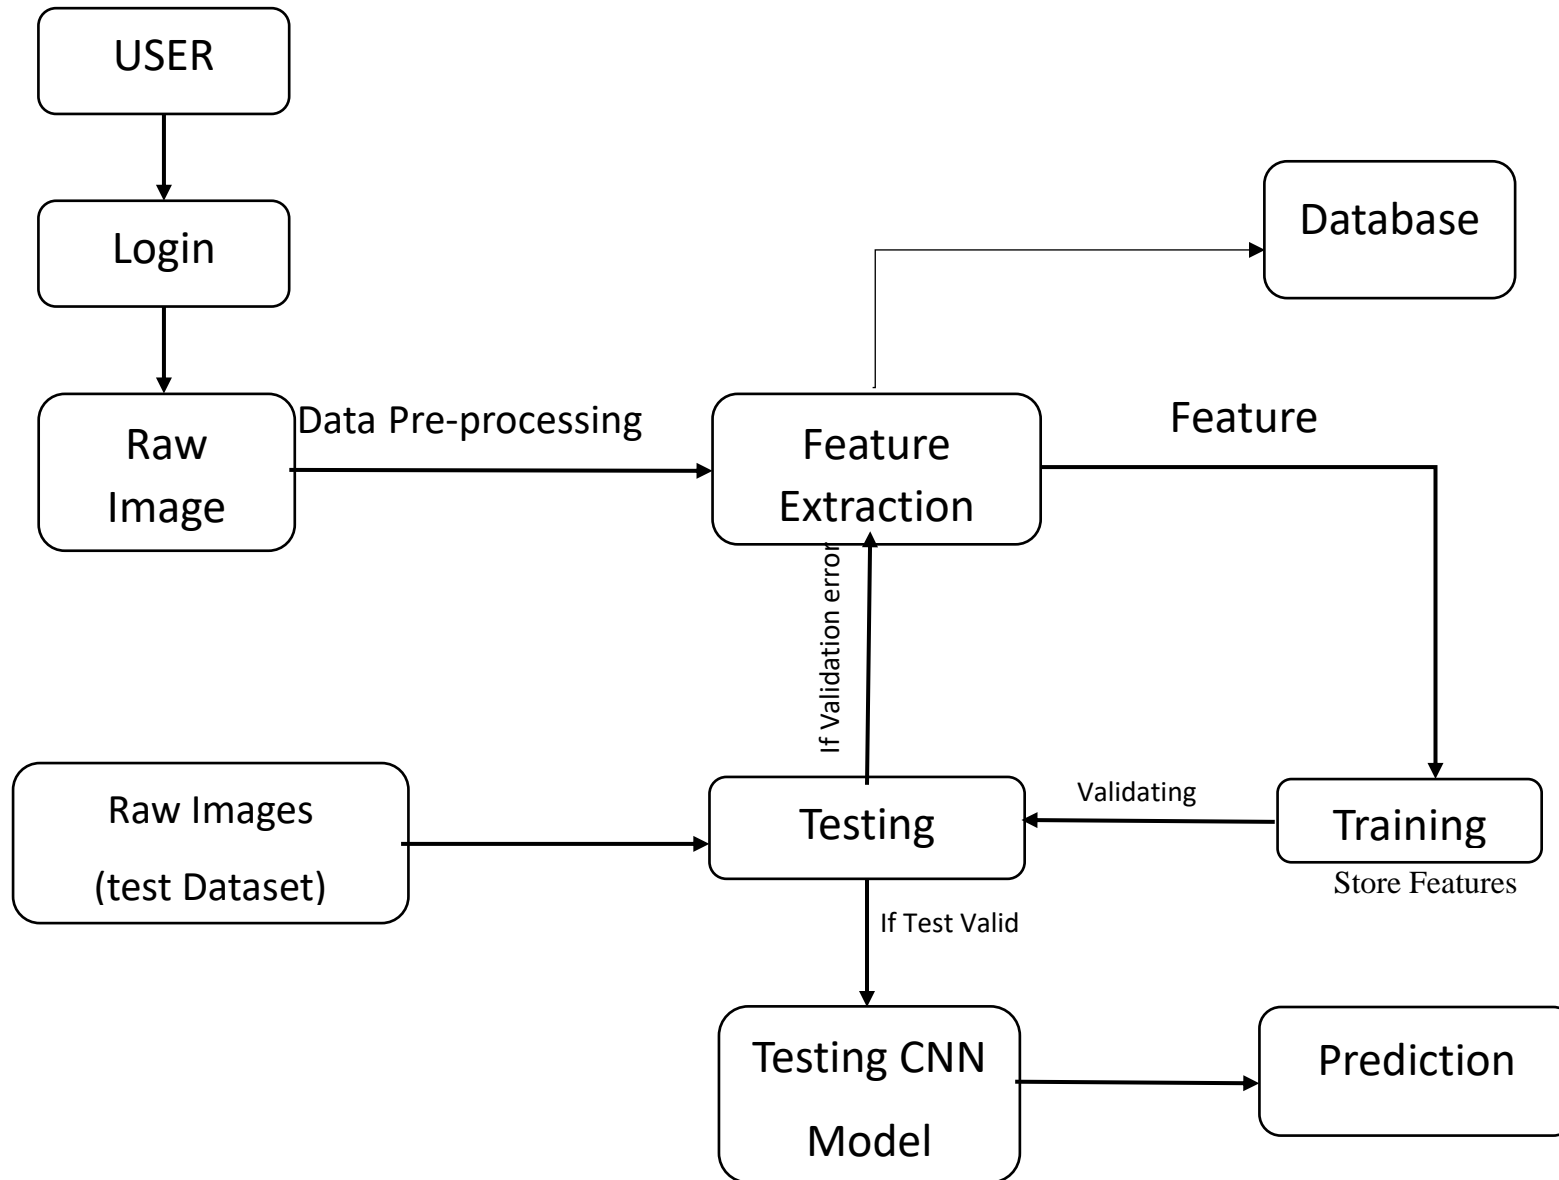 USER
Login
Database
Raw
Image
Data Pre-processing
Feature
Extraction
Feature
If Validation error
Raw Images
(test Dataset)
Testing
Validating
Training
Store Features
If Test Valid
Testing CNN
Model
Prediction